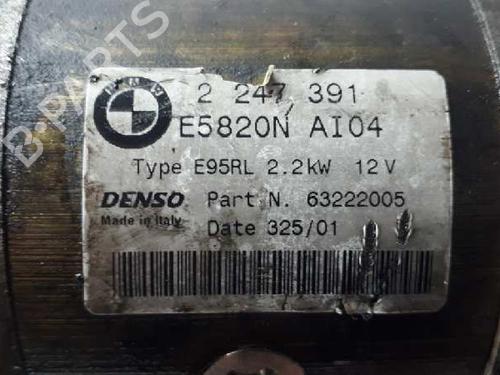 B-PARTS
BMW
2 247 391
E5820N AI04
Type E95RL 2.2kW 12V
DENSO Part N. 63222005
Made in Italy
Date 325/01